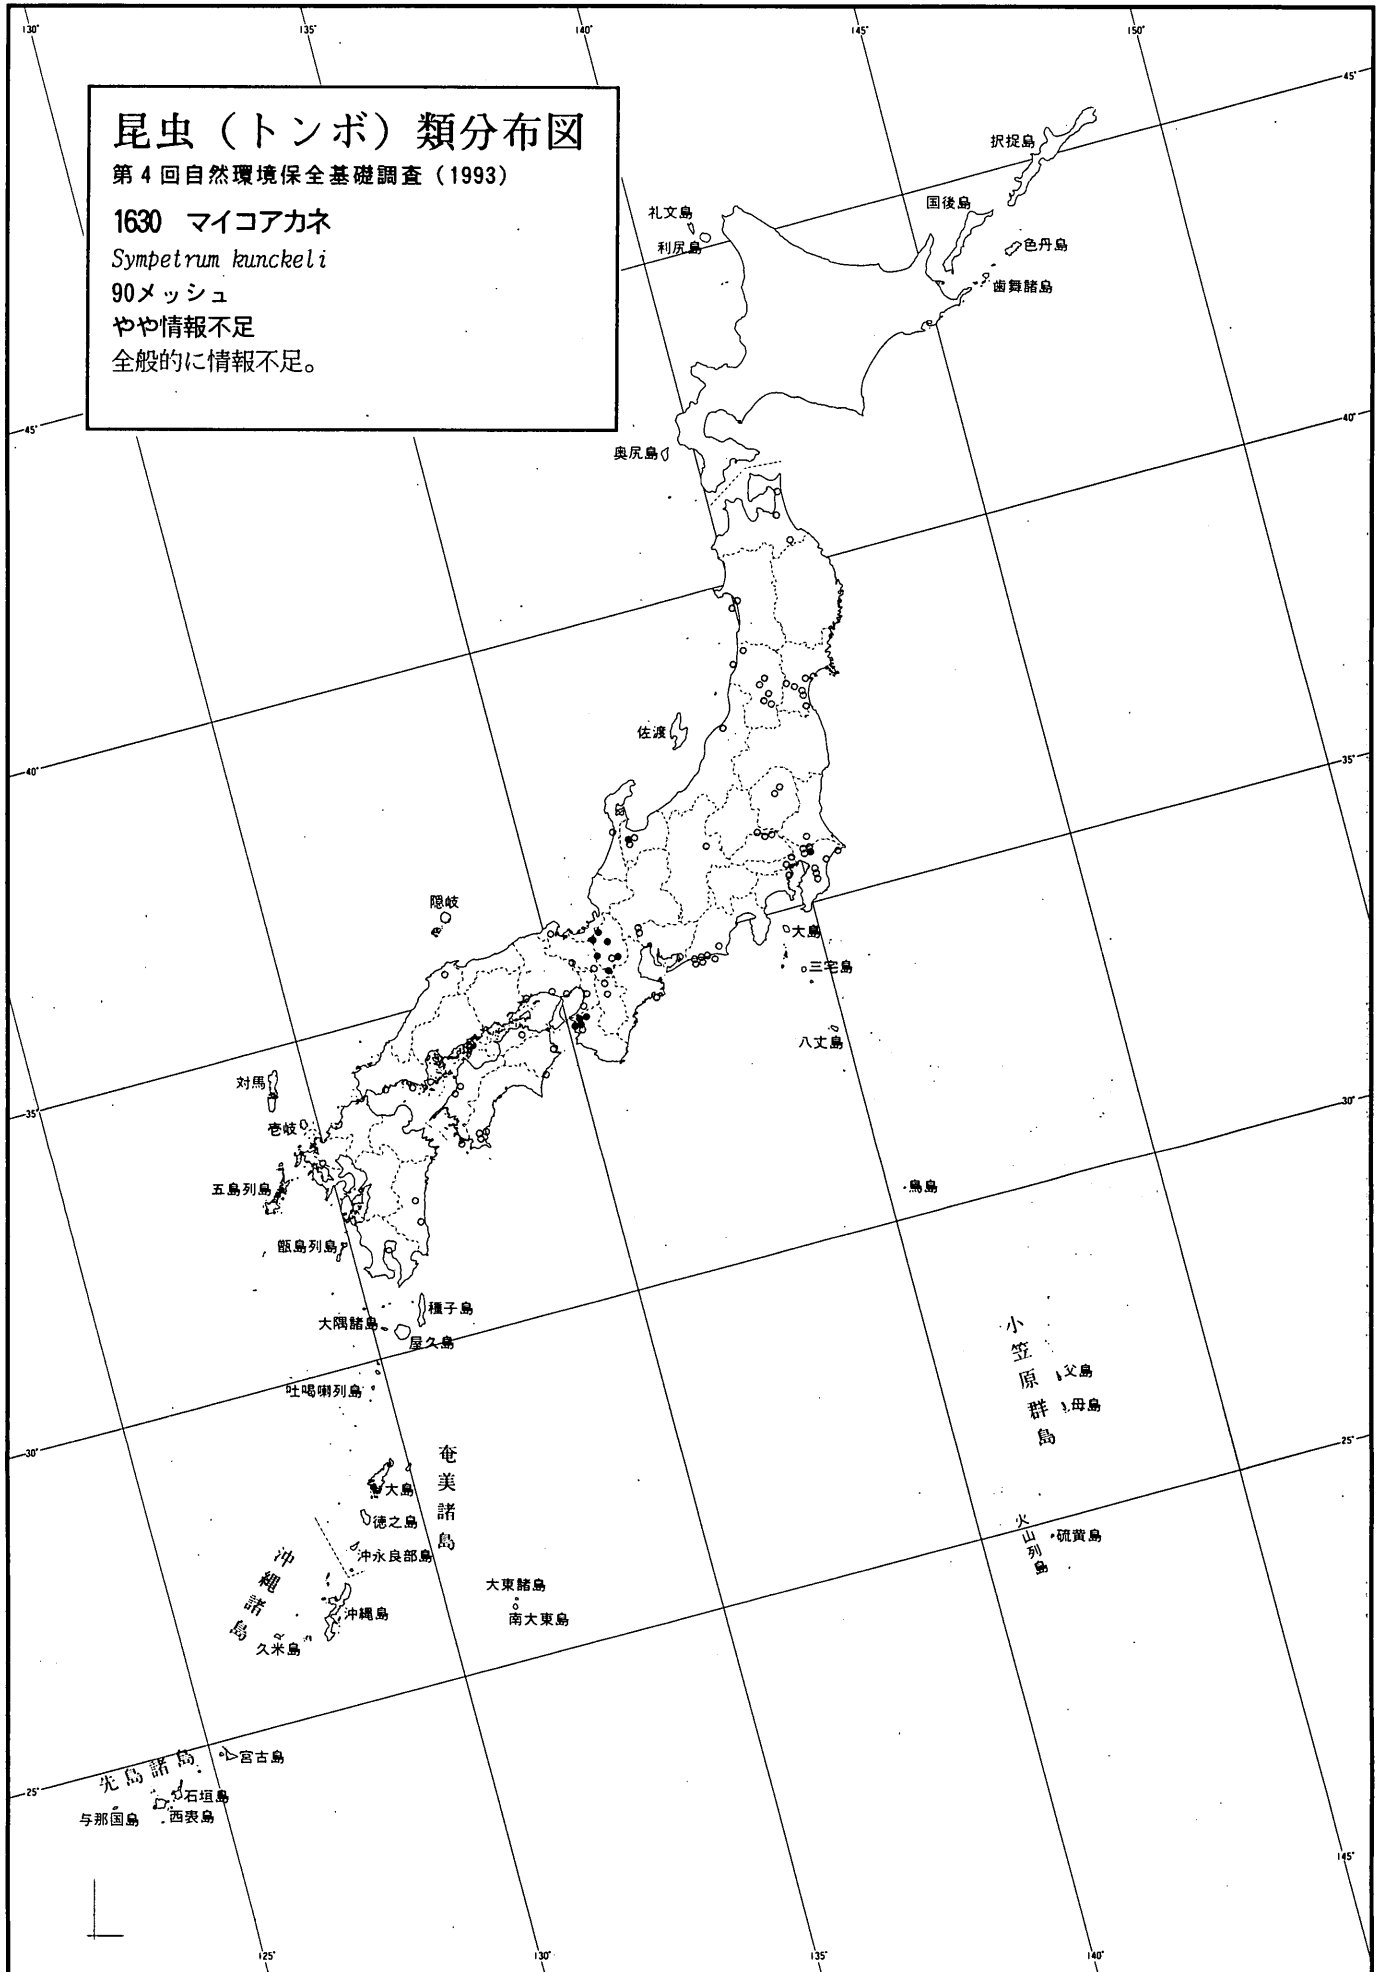 130°
135°
140°
145°
150°
45°
昆虫（トンボ）類分布図
第4回自然環境保全基礎調査（1993）
1630　マイコアカネ
Sympetrum kunckeli
90メッシュ
やや情報不足
全般的に情報不足。
択捉島
国後島
色丹島
歯舞諸島
礼文島
利尻島
45°
40°
奥尻島
佐渡
40°
35°
隠岐
大島
三宅島
八丈島
対馬
壱岐
35°
30°
五島列島
鳥島
甑島列島
種子島
大隅諸島
屋久島
吐噶喇列島
小笠原群島
父島
母島
30°
25°
奄美諸島
大島
徳之島
沖永良部島
火山列島
硫黄島
沖縄諸島
沖縄島
久米島
大東諸島
南大東島
先島諸島
宮古島
石垣島
西表島
与那国島
25°
145°
125°
130°
135°
140°